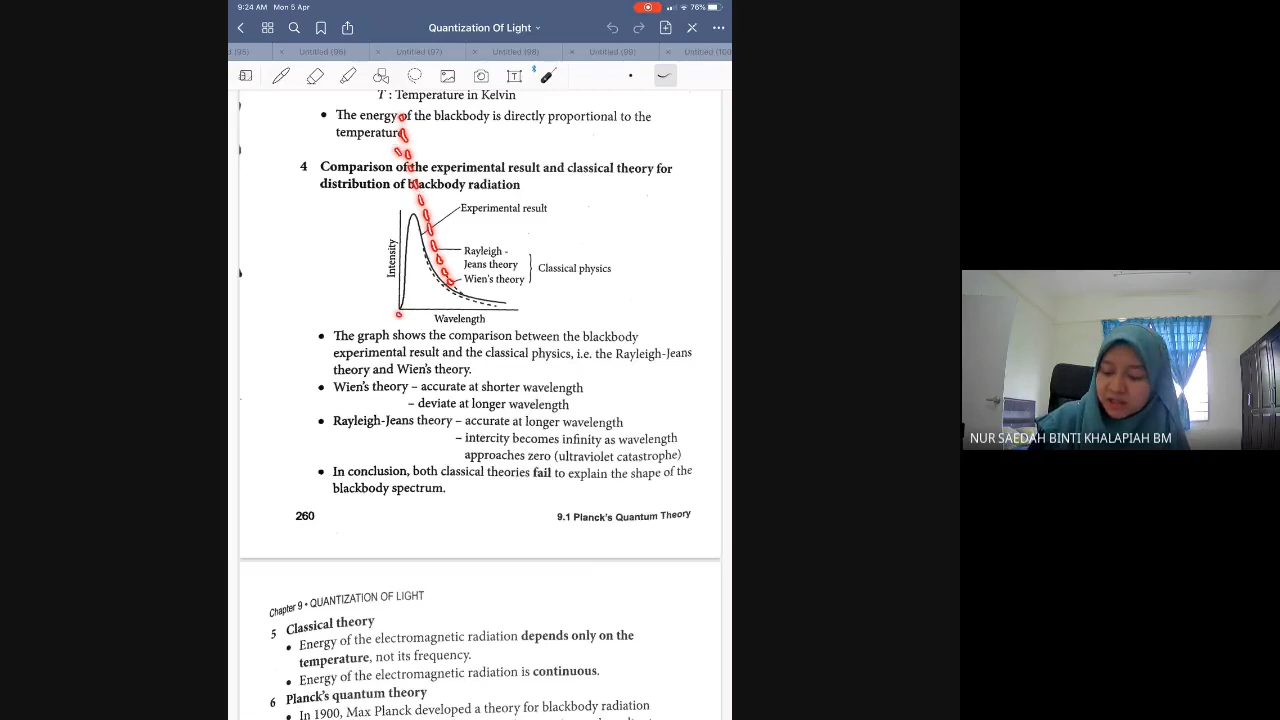 9:24 AM Mon 5 Apr
76%
Quantization Of Light
Untitled (96)
Untitled (97)
Untitled (98)
Untitled (99)
T : Temperature in Kelvin
• The energy of the blackbody is directly proportional to the
temperature
4 Comparison of the experimental result and classical theory for
distribution of blackbody radiation
Experimental result
Rayleigh -
Jeans theory
Wien's theory
Classical physics
Intensity
Wavelength
• The graph shows the comparison between the blackbody
experimental result and the classical physics, i.e. the Rayleigh-Jeans
theory and Wien's theory.
• Wien's theory – accurate at shorter wavelength
– deviate at longer wavelength
• Rayleigh-Jeans theory – accurate at longer wavelength
– intercity becomes infinity as wavelength
approaches zero (ultraviolet catastrophe)
• In conclusion, both classical theories fail to explain the shape of the
blackbody spectrum.
260
9.1 Planck's Quantum Theory
Chapter 9 • QUANTIZATION OF LIGHT
5 Classical theory
• Energy of the electromagnetic radiation depends only on the
temperature, not its frequency.
• Energy of the electromagnetic radiation is continuous.
6 Planck's quantum theory
• In 1900, Max Planck developed a theory for blackbody radiation
NUR SAEDAH BINTI KHALAPIAH BM